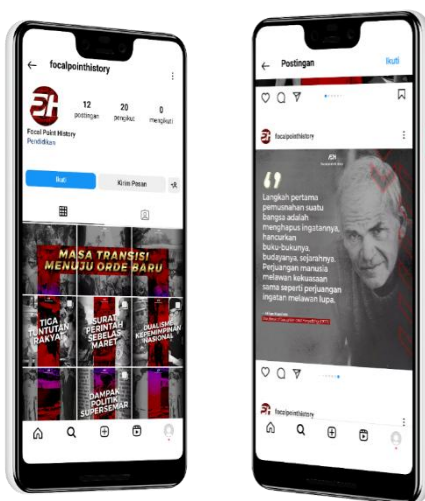 focalpointhistory
12
20
0
postingan
pengikut
mengikuti
Focal Point History
Pendidikan
Ikuti
Kirim Pesan
MASA TRANSISI
MENUJU ORDE BARU
TIGA
TUNTUTAN
RAKYAT
SURAT
PERINTAH
SEBELAS
MARET
DUALISME
KEPEMIMPINAN
NASIONAL
DAMPAK
POLITIK
SUPERSEMAR
Postingan
Ikuti
focalpointhistory
Langkah pertama
pemusnahan suatu
bangsa adalah
menghapus ingatannya,
hancurkan
buku-bukunya,
budayanya, sejarahnya.
Perjuangan manusia
melawan kekuasaan
sama seperti perjuangan
ingatan melawan lupa.
focalpointhistory